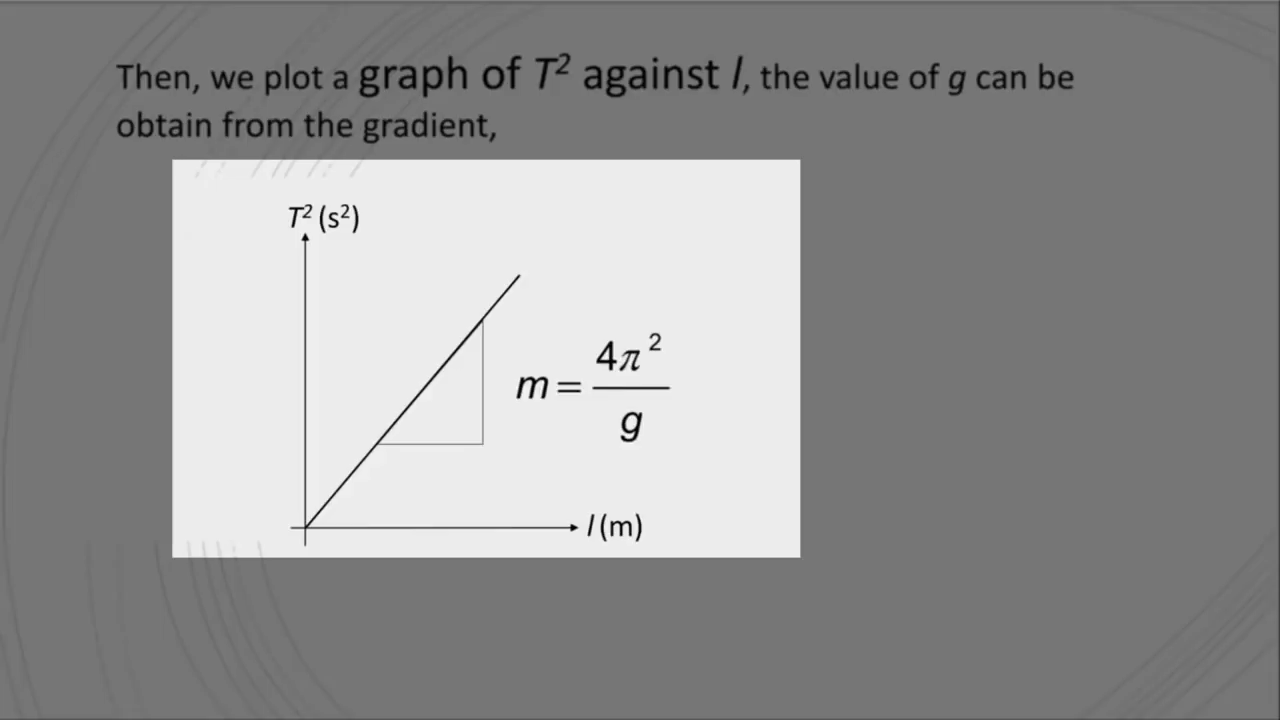 Then, we plot a graph of T² against l, the value of g can be
obtain from the gradient,
T² (s²)
m = 4π² / g
l (m)